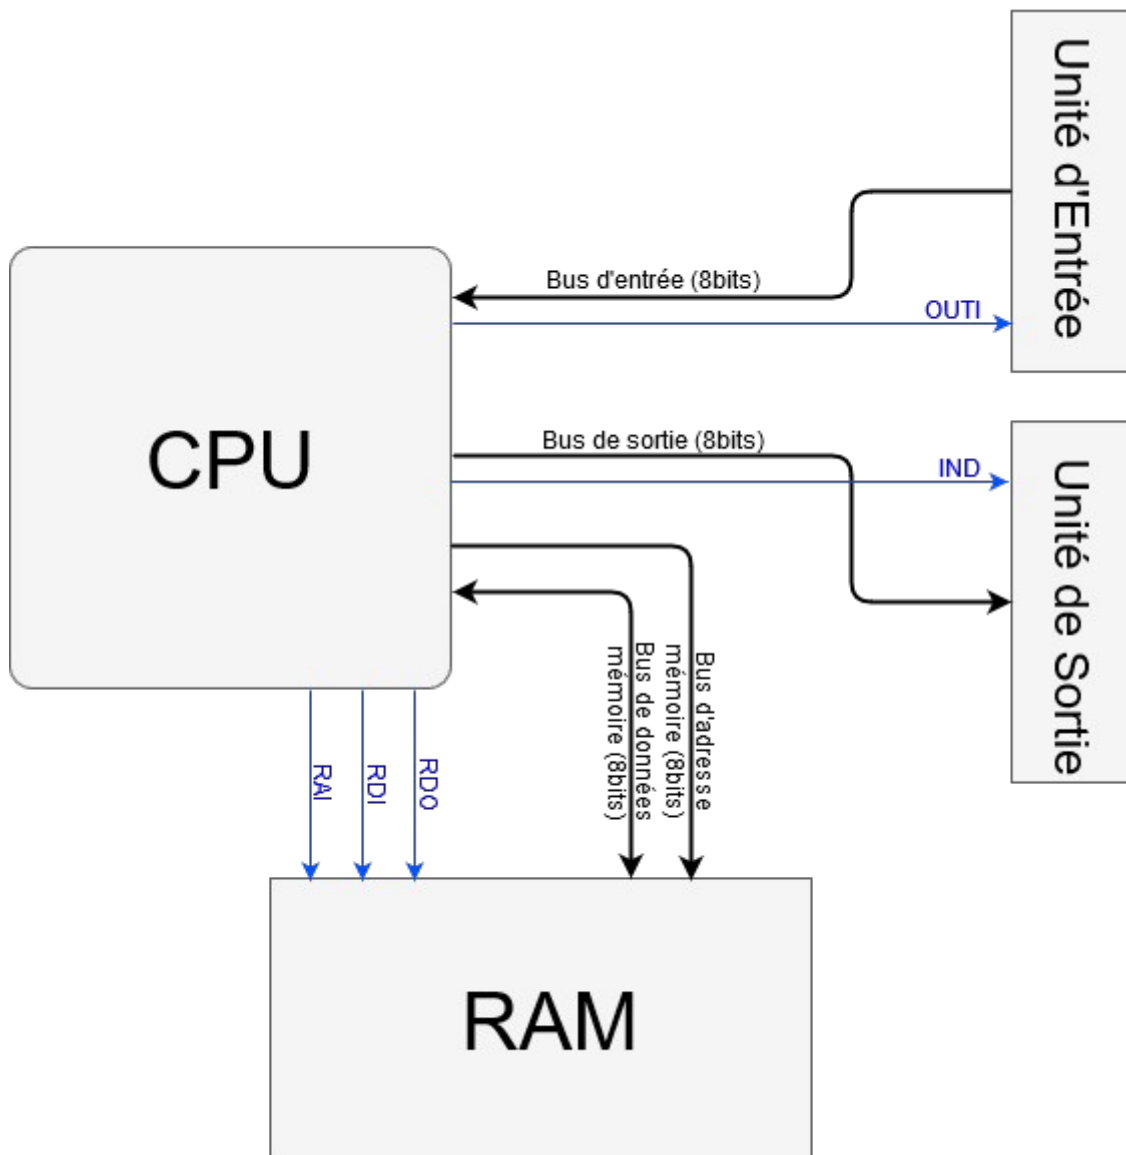 Unité d'Entrée
Bus d'entrée (8bits)
OUTI
CPU
Bus de sortie (8bits)
IND
Unité de Sortie
Bus d'adresse
mémoire (8bits)
Bus de données
mémoire (8bits)
RAI
RDI
RDO
RAM